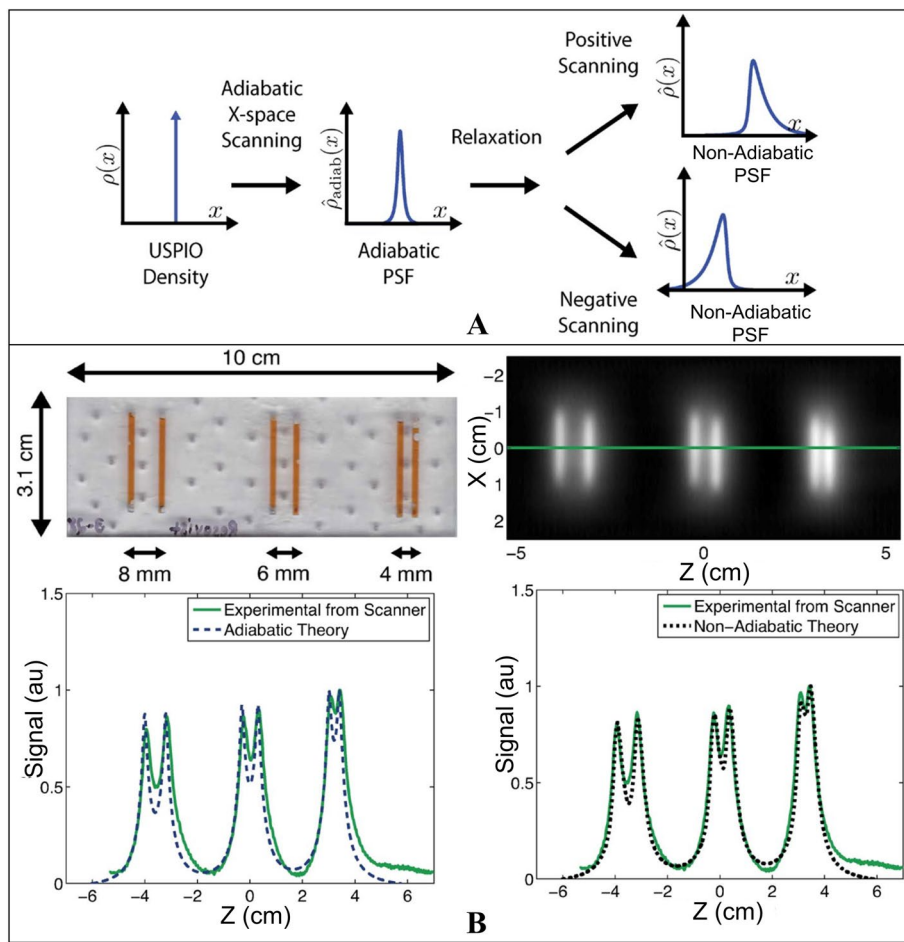 Positive
Scanning
ρ̂(x)
x
Non-Adiabatic
PSF
Adiabatic
X-space
Scanning
Relaxation
ρ(x)
x
USPIO
Density
ρ̂adiab(x)
x
Adiabatic
PSF
ρ̂(x)
x
Negative
Scanning
Non-Adiabatic
PSF
A
10 cm
3.1 cm
8 mm
6 mm
4 mm
X (cm)
-2
-1
0
1
2
-5 0 5
Z (cm)
Experimental from Scanner
Adiabatic Theory
Signal (au)
1.5
1
0.5
0
-6 -4 -2 0 2 4 6
Z (cm)
Experimental from Scanner
Non-Adiabatic Theory
Signal (au)
1.5
1
0.5
0
-6 -4 -2 0 2 4 6
Z (cm)
B